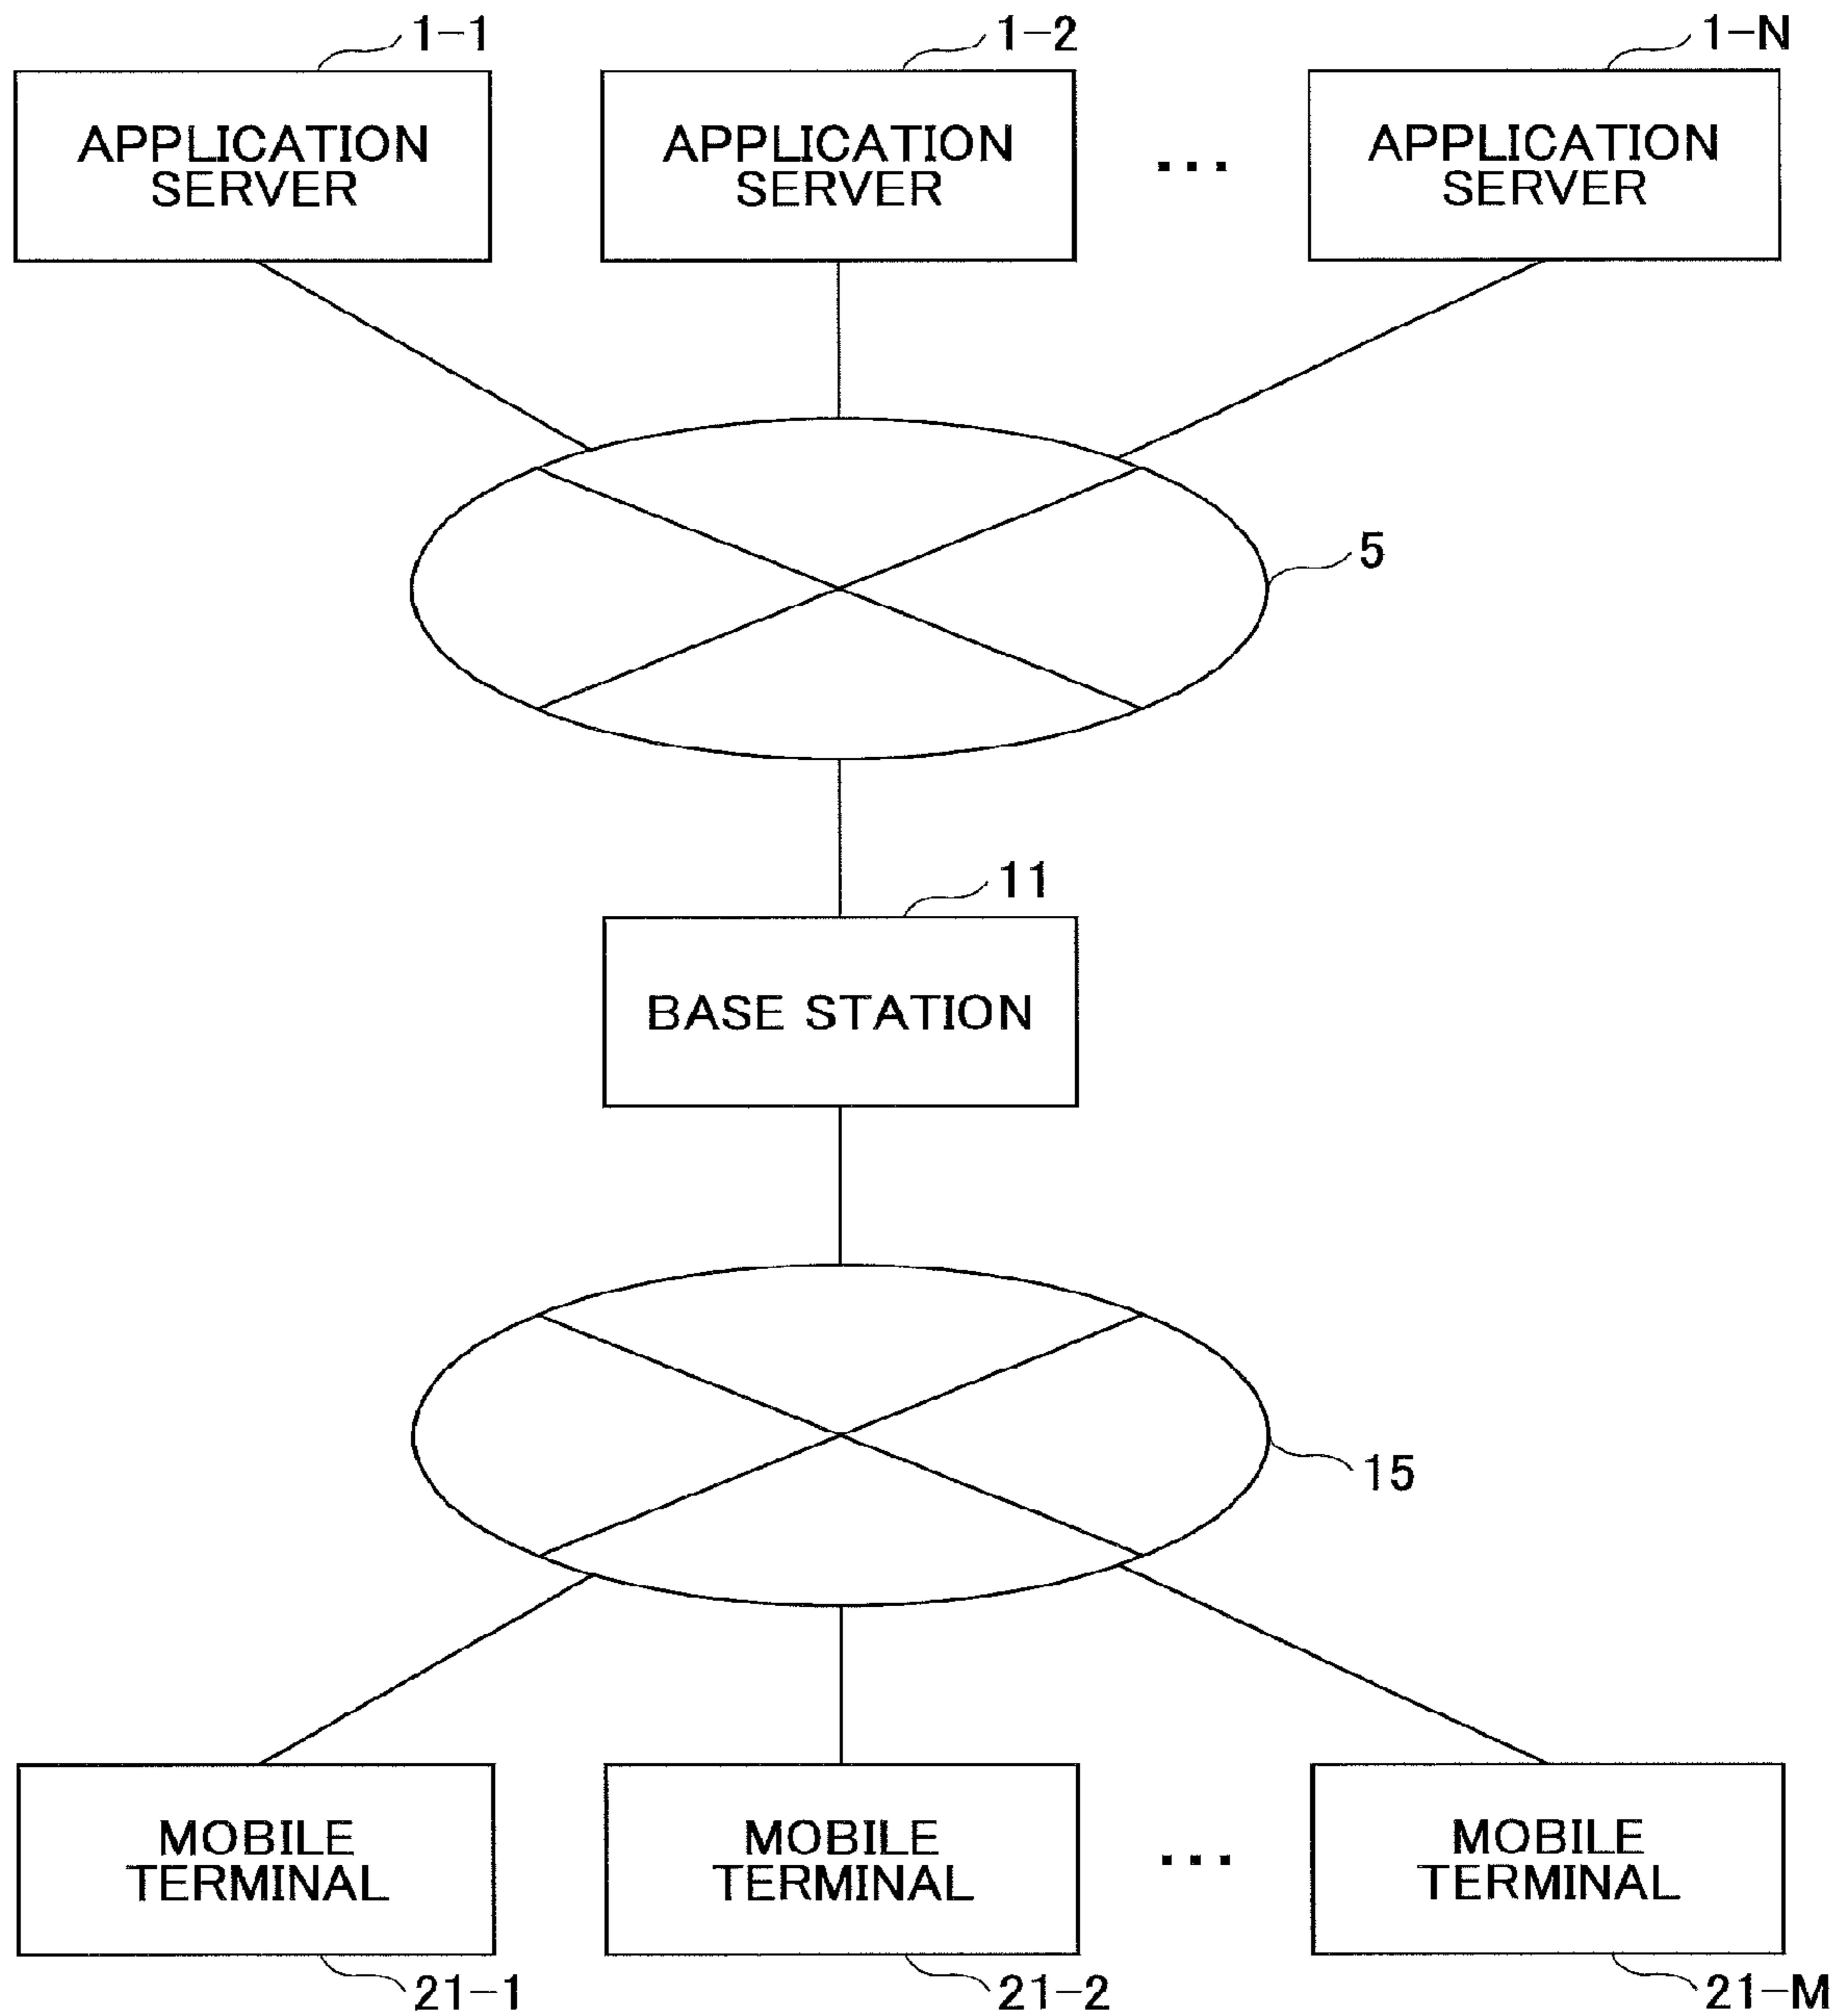 1-1
1-2
1-N
APPLICATION
SERVER
APPLICATION
SERVER
...
APPLICATION
SERVER
5
11
BASE STATION
15
MOBILE
TERMINAL
MOBILE
TERMINAL
...
MOBILE
TERMINAL
21-1
21-2
21-M